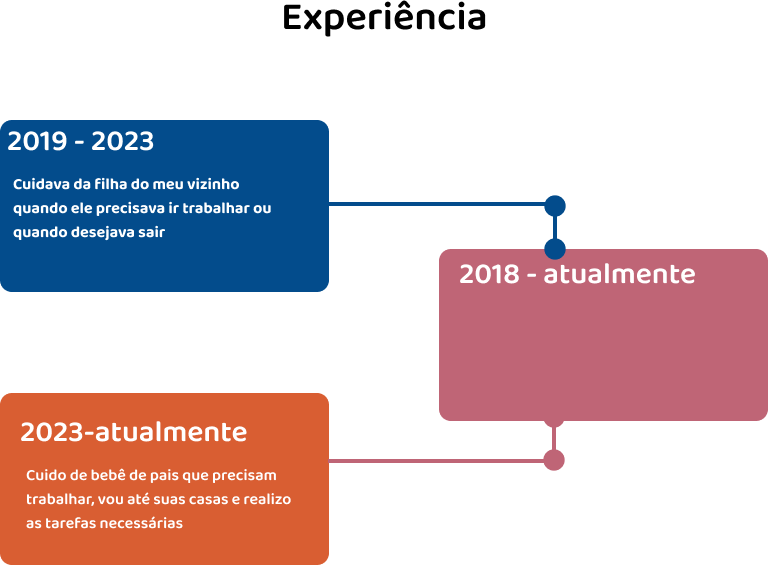 Experiência
2019 - 2023
Cuidava da filha do meu vizinho
quando ele precisava ir trabalhar ou
quando desejava sair
2018 - atualmente
2023-atualmente
Cuido de bebê de pais que precisam
trabalhar, vou até suas casas e realizo
as tarefas necessárias